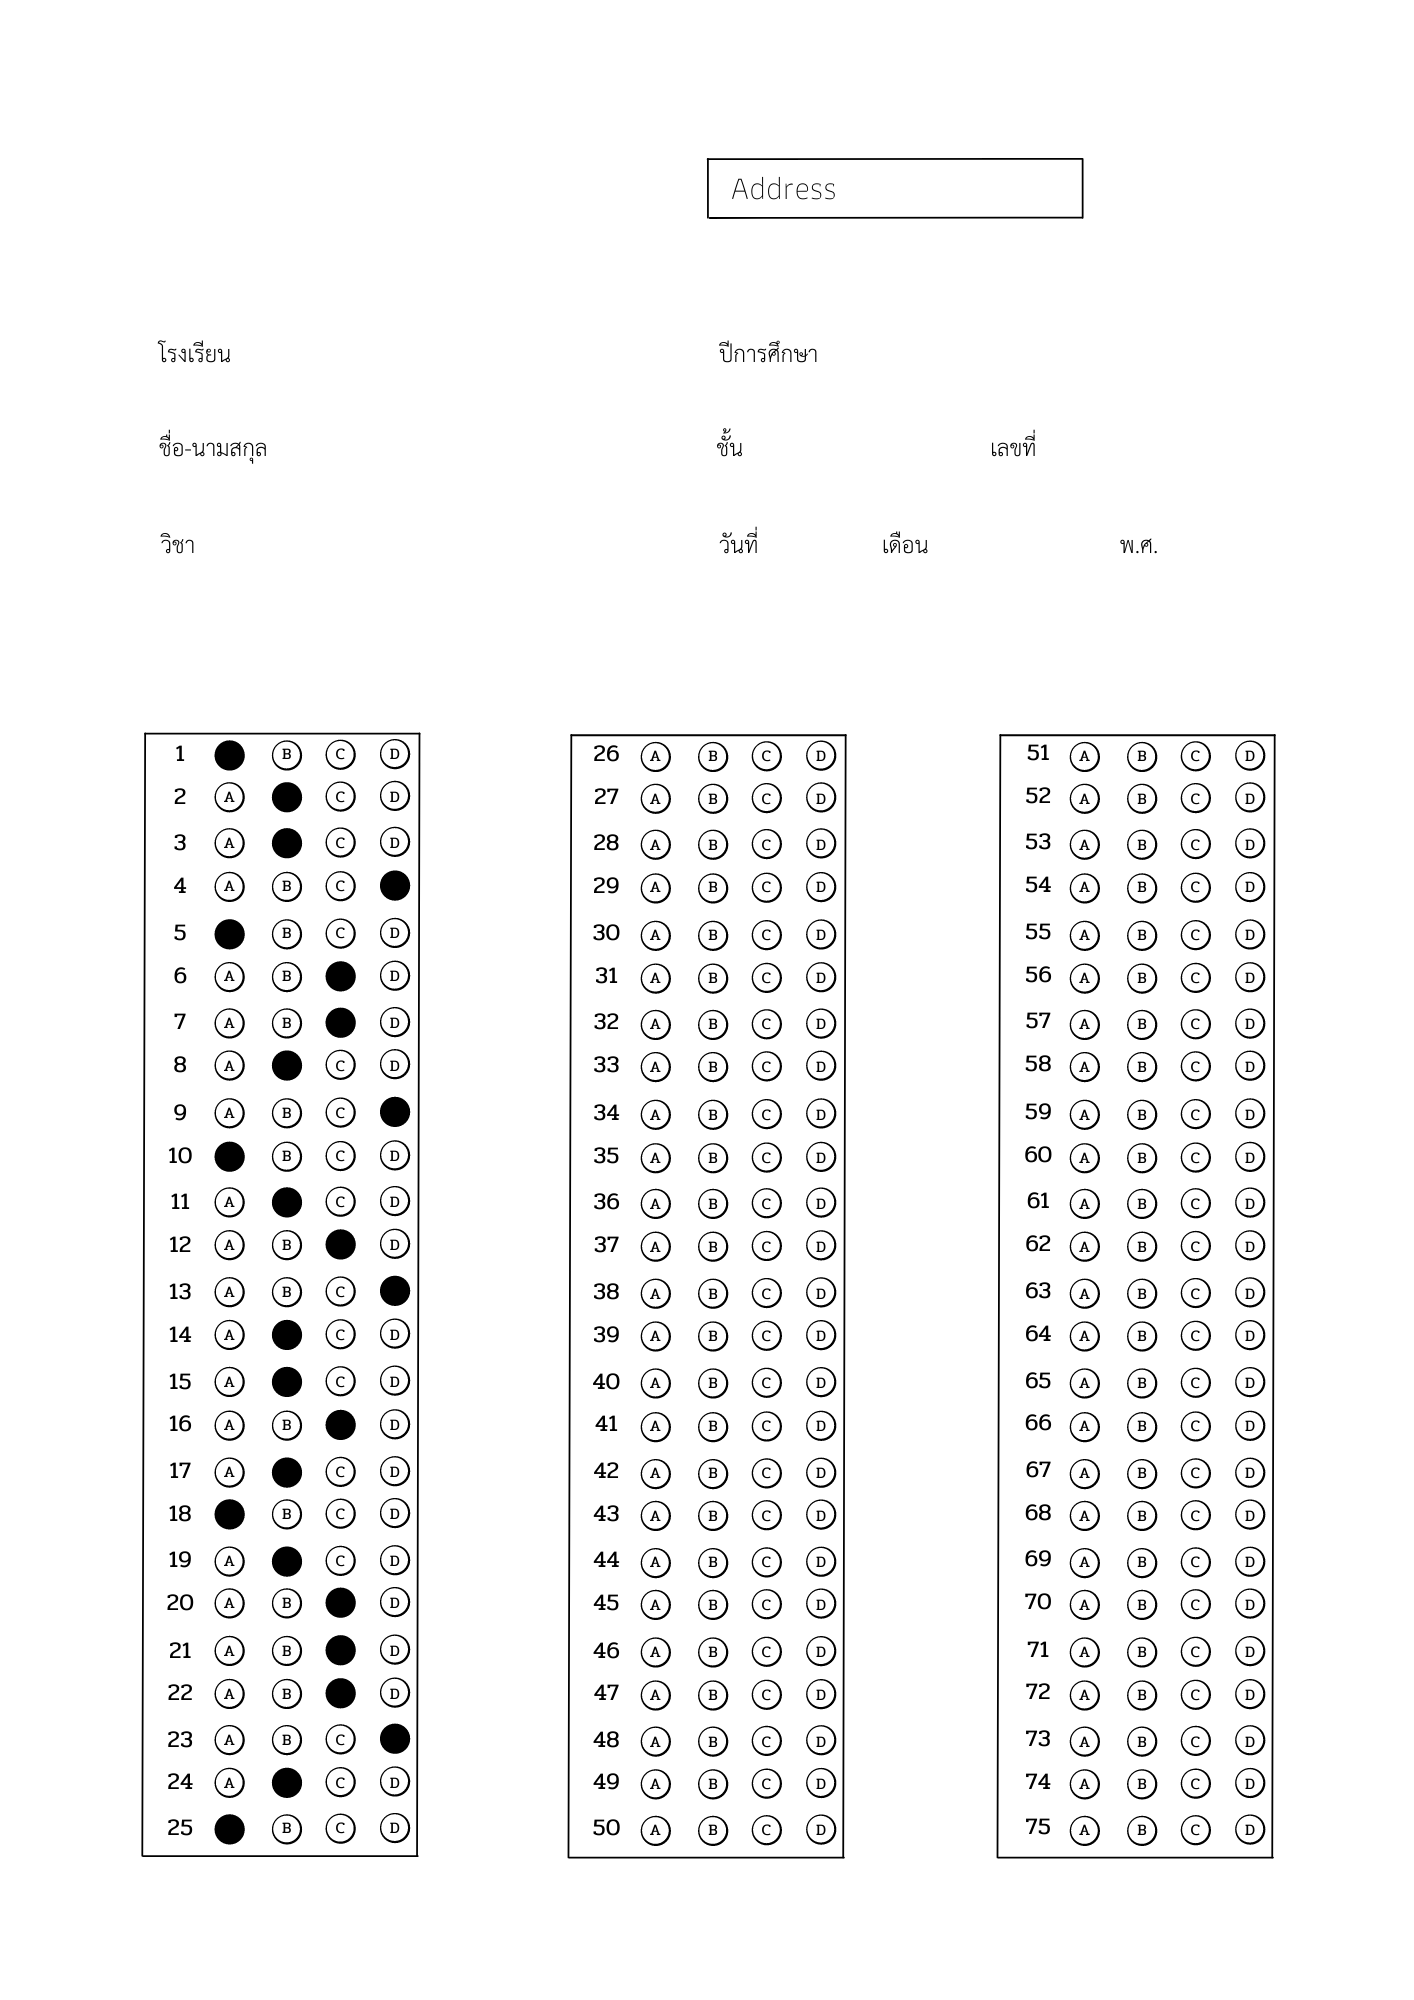 Address
โรงเรียน ปีการศึกษา
ชื่อ-นามสกุล ชั้น เลขที่
วิชา วันที่ เดือน พ.ศ.
1 B C D 26 A B C D 51 A B C D
2 A C D 27 A B C D 52 A B C D
3 A C D 28 A B C D 53 A B C D
4 A B C 29 A B C D 54 A B C D
5 B C D 30 A B C D 55 A B C D
6 A B D 31 A B C D 56 A B C D
7 A B D 32 A B C D 57 A B C D
8 A C D 33 A B C D 58 A B C D
9 A B C 34 A B C D 59 A B C D
10 B C D 35 A B C D 60 A B C D
11 A C D 36 A B C D 61 A B C D
12 A B D 37 A B C D 62 A B C D
13 A B C 38 A B C D 63 A B C D
14 A C D 39 A B C D 64 A B C D
15 A C D 40 A B C D 65 A B C D
16 A B D 41 A B C D 66 A B C D
17 A C D 42 A B C D 67 A B C D
18 B C D 43 A B C D 68 A B C D
19 A C D 44 A B C D 69 A B C D
20 A B D 45 A B C D 70 A B C D
21 A B D 46 A B C D 71 A B C D
22 A B D 47 A B C D 72 A B C D
23 A B C 48 A B C D 73 A B C D
24 A C D 49 A B C D 74 A B C D
25 B C D 50 A B C D 75 A B C D